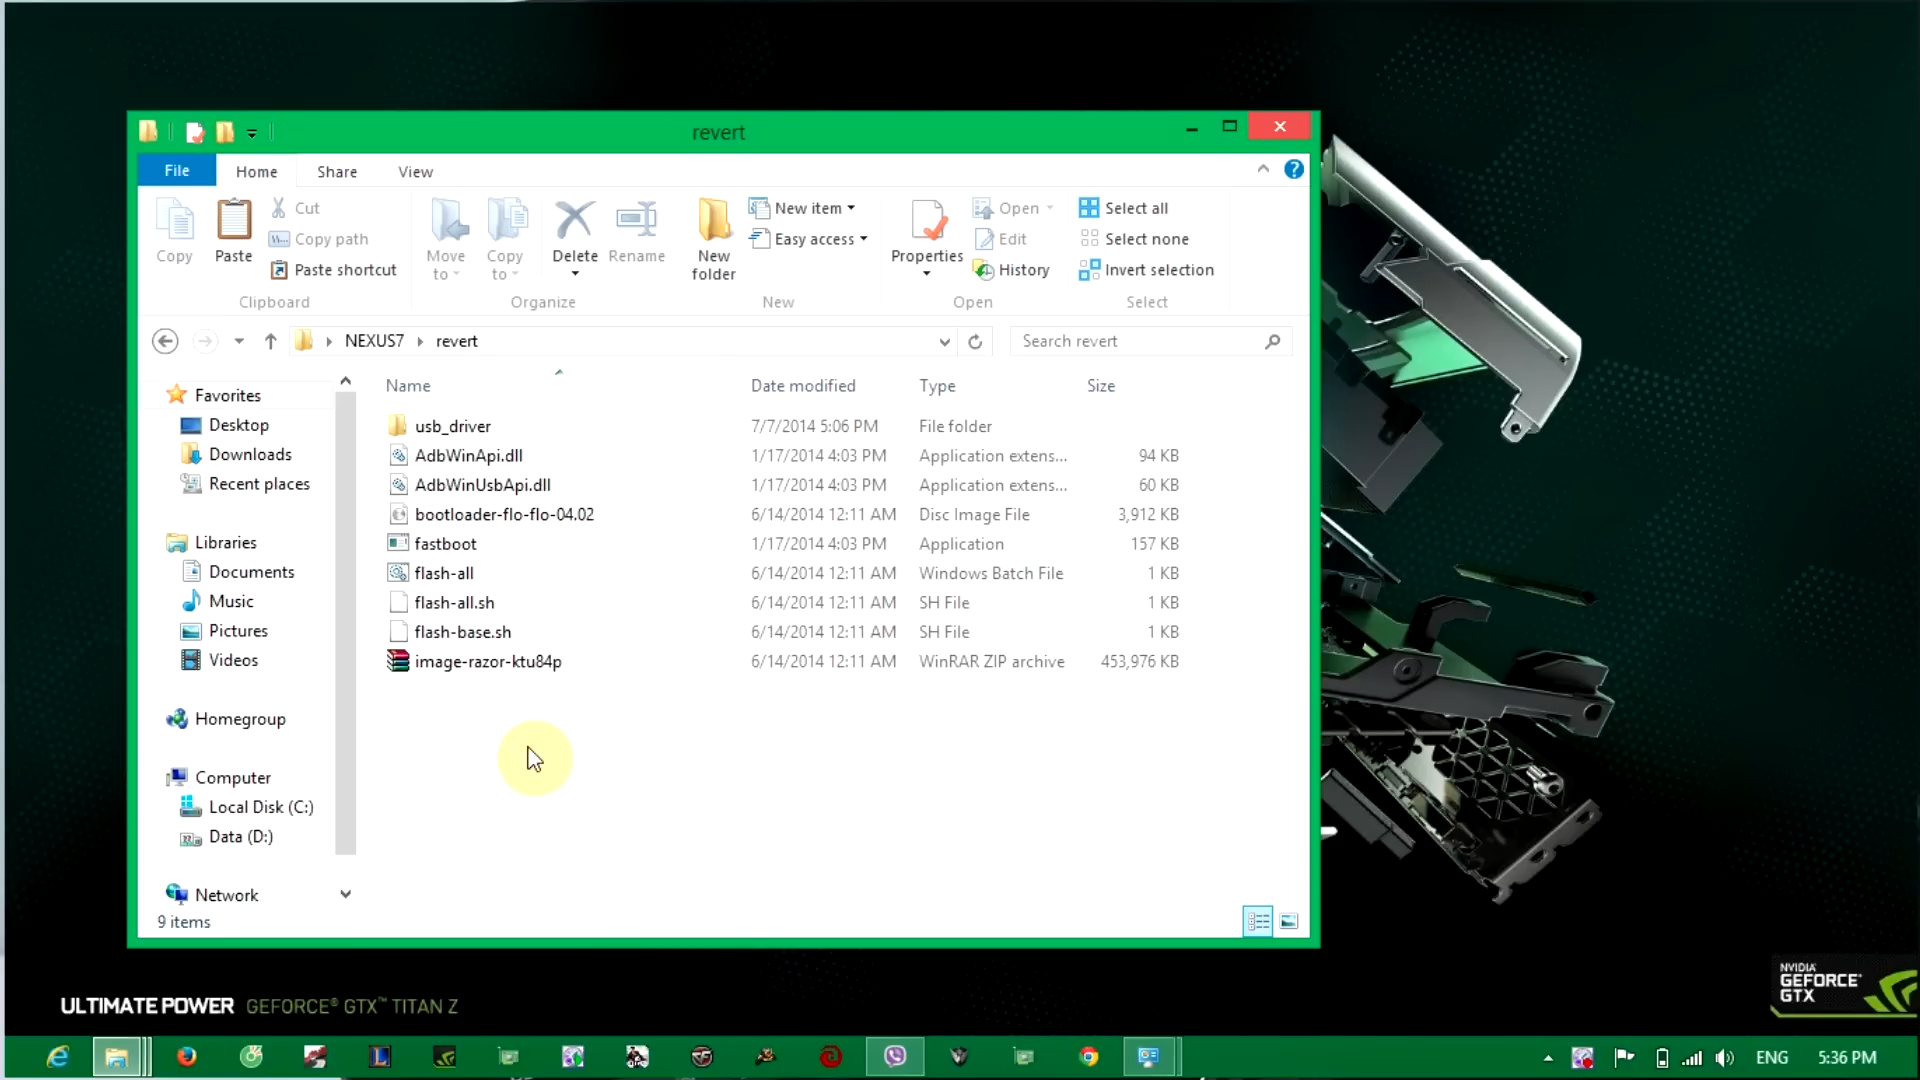 revert
File Home Share View
Copy
Paste
Cut
Copy path
Paste shortcut
Clipboard
Move to
Copy to
Delete
Rename
Organize
New folder
New item
Easy access
New
Properties
Open
Edit
History
Open
Select all
Select none
Invert selection
Select
NEXUS7 revert
Search revert
Name Date modified Type Size
usb_driver 7/7/2014 5:06 PM File folder
AdbWinApi.dll 1/17/2014 4:03 PM Application extens... 94 KB
AdbWinUsbApi.dll 1/17/2014 4:03 PM Application extens... 60 KB
bootloader-flo-flo-04.02 6/14/2014 12:11 AM Disc Image File 3,912 KB
fastboot 1/17/2014 4:03 PM Application 157 KB
flash-all 6/14/2014 12:11 AM Windows Batch File 1 KB
flash-all.sh 6/14/2014 12:11 AM SH File 1 KB
flash-base.sh 6/14/2014 12:11 AM SH File 1 KB
image-razor-ktu84p 6/14/2014 12:11 AM WinRAR ZIP archive 453,976 KB
Favorites
Desktop
Downloads
Recent places
Libraries
Documents
Music
Pictures
Videos
Homegroup
Computer
Local Disk (C:)
Data (D:)
Network
9 items
ULTIMATE POWER GEFORCE® GTX™ TITAN Z
NVIDIA
GEFORCE®
GTX
ENG 5:36 PM